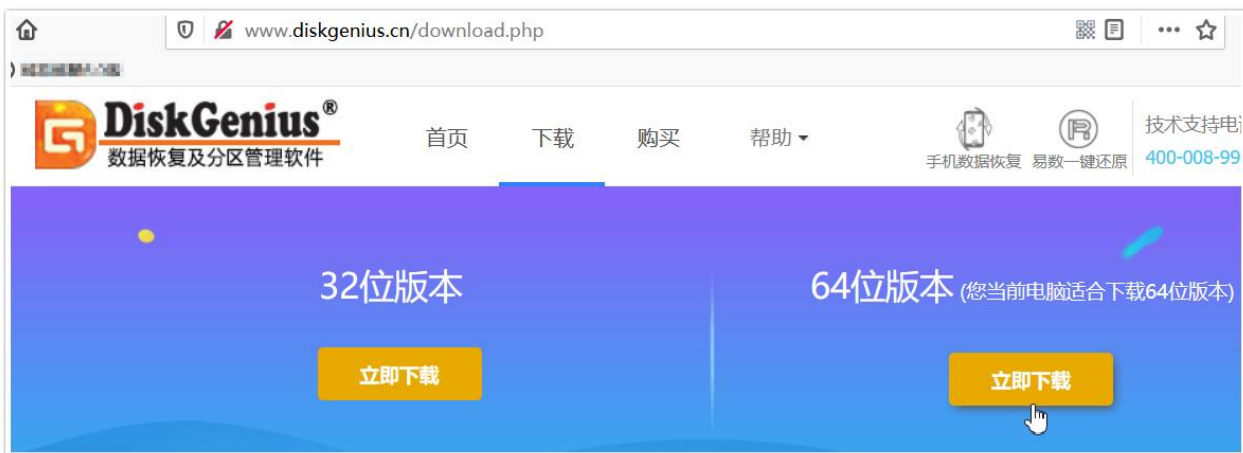 www.diskgenius.cn/download.php
DiskGenius®
数据恢复及分区管理软件
首页 下载 购买 帮助
手机数据恢复 易数一键还原
技术支持电
400-008-99
32位版本
64位版本 (您当前电脑适合下载64位版本)
立即下载 立即下载